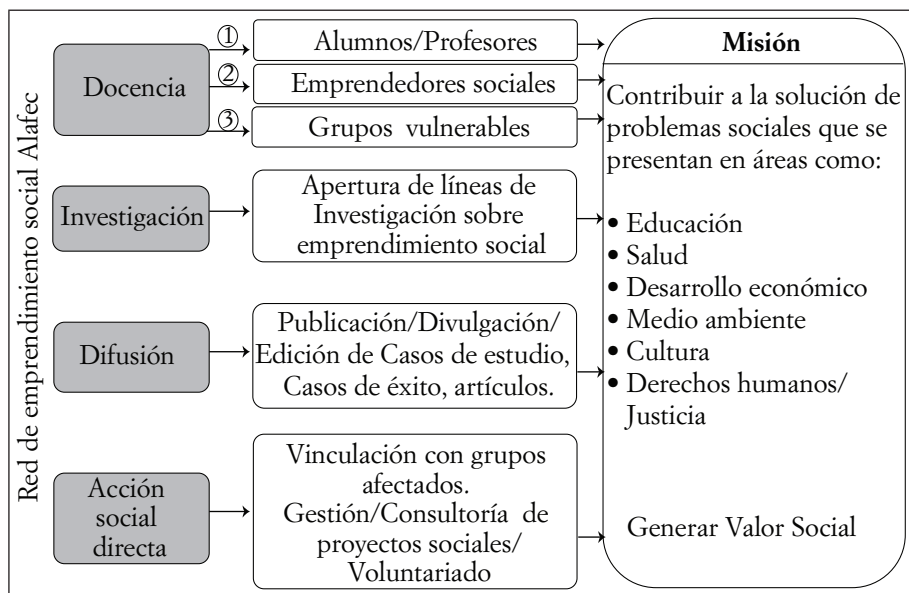 Red de emprendimiento social Alafec
Docencia
①
Alumnos/Profesores
②
Emprendedores sociales
③
Grupos vulnerables
Investigación
Apertura de líneas de
Investigación sobre
emprendimiento social
Difusión
Publicación/Divulgación/
Edición de Casos de estudio,
Casos de éxito, artículos.
Acción
social
directa
Vinculación con grupos
afectados.
Gestión/Consultoría de
proyectos sociales/
Voluntariado
Misión
Contribuir a la solución de
problemas sociales que se
presentan en áreas como:
• Educación
• Salud
• Desarrollo económico
• Medio ambiente
• Cultura
• Derechos humanos/
Justicia
Generar Valor Social